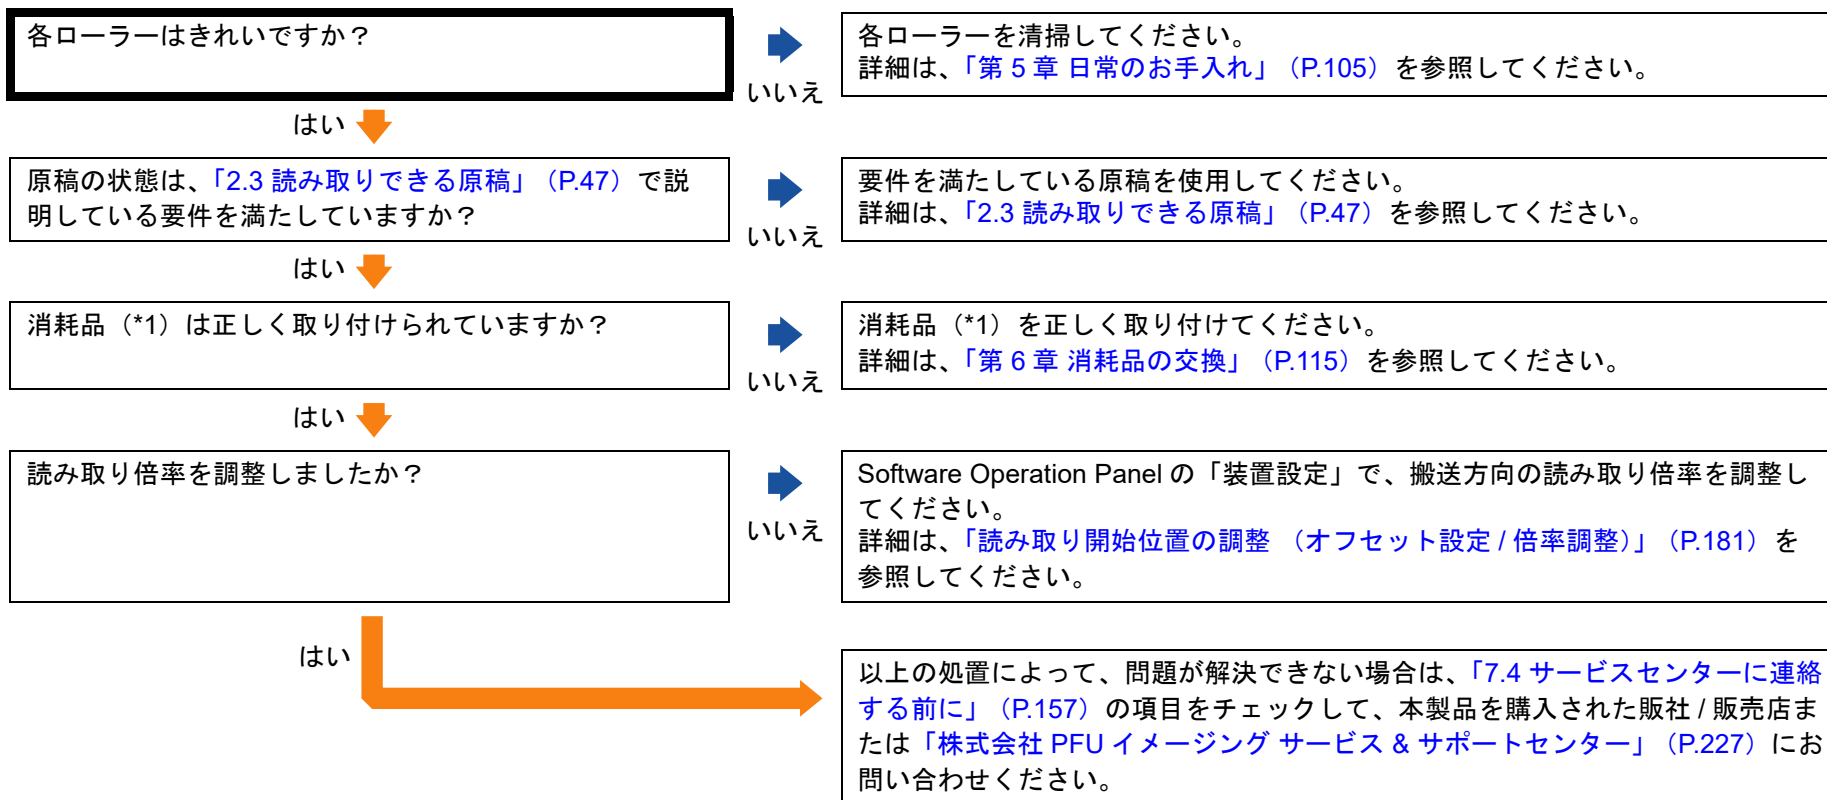 各ローラーはきれいですか？
いいえ
各ローラーを清掃してください。
詳細は、「第 5 章 日常のお手入れ」（P.105）を参照してください。
はい
原稿の状態は、「2.3 読み取りできる原稿」（P.47）で説
明している要件を満たしていますか？
いいえ
要件を満たしている原稿を使用してください。
詳細は、「2.3 読み取りできる原稿」（P.47）を参照してください。
はい
消耗品（*1）は正しく取り付けられていますか？
いいえ
消耗品（*1）を正しく取り付けてください。
詳細は、「第 6 章 消耗品の交換」（P.115）を参照してください。
はい
読み取り倍率を調整しましたか？
いいえ
Software Operation Panel の「装置設定」で、搬送方向の読み取り倍率を調整し
てください。
詳細は、「読み取り開始位置の調整 （オフセット設定 / 倍率調整）」（P.181）を
参照してください。
はい
以上の処置によって、問題が解決できない場合は、「7.4 サービスセンターに連絡
する前に」（P.157）の項目をチェックして、本製品を購入された販社 / 販売店ま
たは「株式会社 PFU イメージング サービス & サポートセンター」（P.227）にお
問い合わせください。